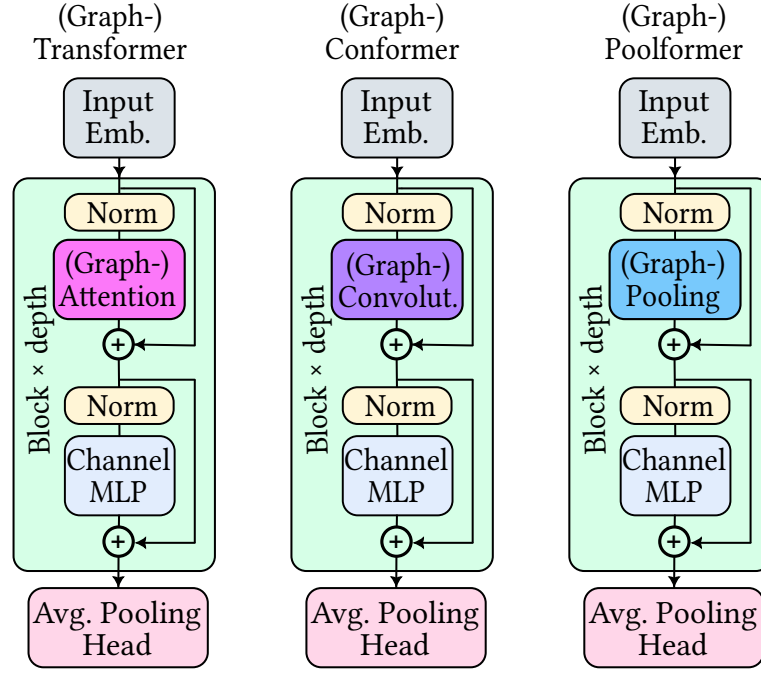 (Graph-)
Transformer
Input
Emb.
Norm
(Graph-)
Attention
+
Block × depth
Norm
Channel
MLP
+
Avg. Pooling
Head
(Graph-)
Conformer
Input
Emb.
Norm
(Graph-)
Convolut.
+
Block × depth
Norm
Channel
MLP
+
Avg. Pooling
Head
(Graph-)
Poolformer
Input
Emb.
Norm
(Graph-)
Pooling
+
Block × depth
Norm
Channel
MLP
+
Avg. Pooling
Head